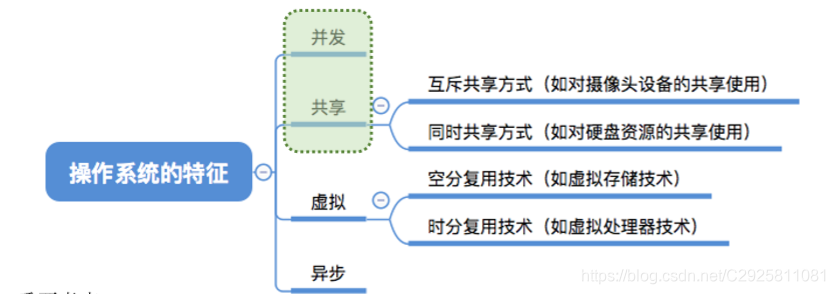 并发
互斥共享方式（如对摄像头设备的共享使用）
共享
同时共享方式（如对硬盘资源的共享使用）
操作系统的特征
空分复用技术（如虚拟存储技术）
虚拟
时分复用技术（如虚拟处理器技术）
异步
https://blog.csdn.net/C2925811081